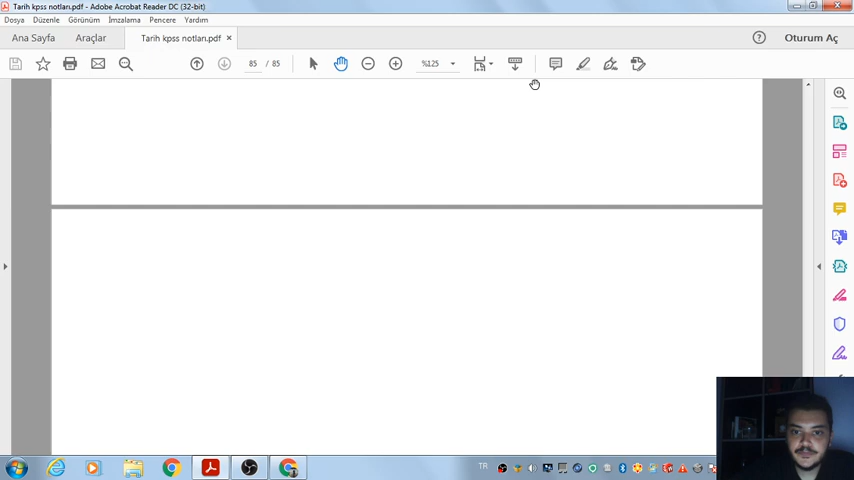 Tarih kpss notları.pdf - Adobe Acrobat Reader DC (32-bit)
Dosya Düzenle Görünüm İmzalama Pencere Yardım
Ana Sayfa Araçlar Tarih kpss notları.pdf × Oturum Aç
85 / 85 %125
TR